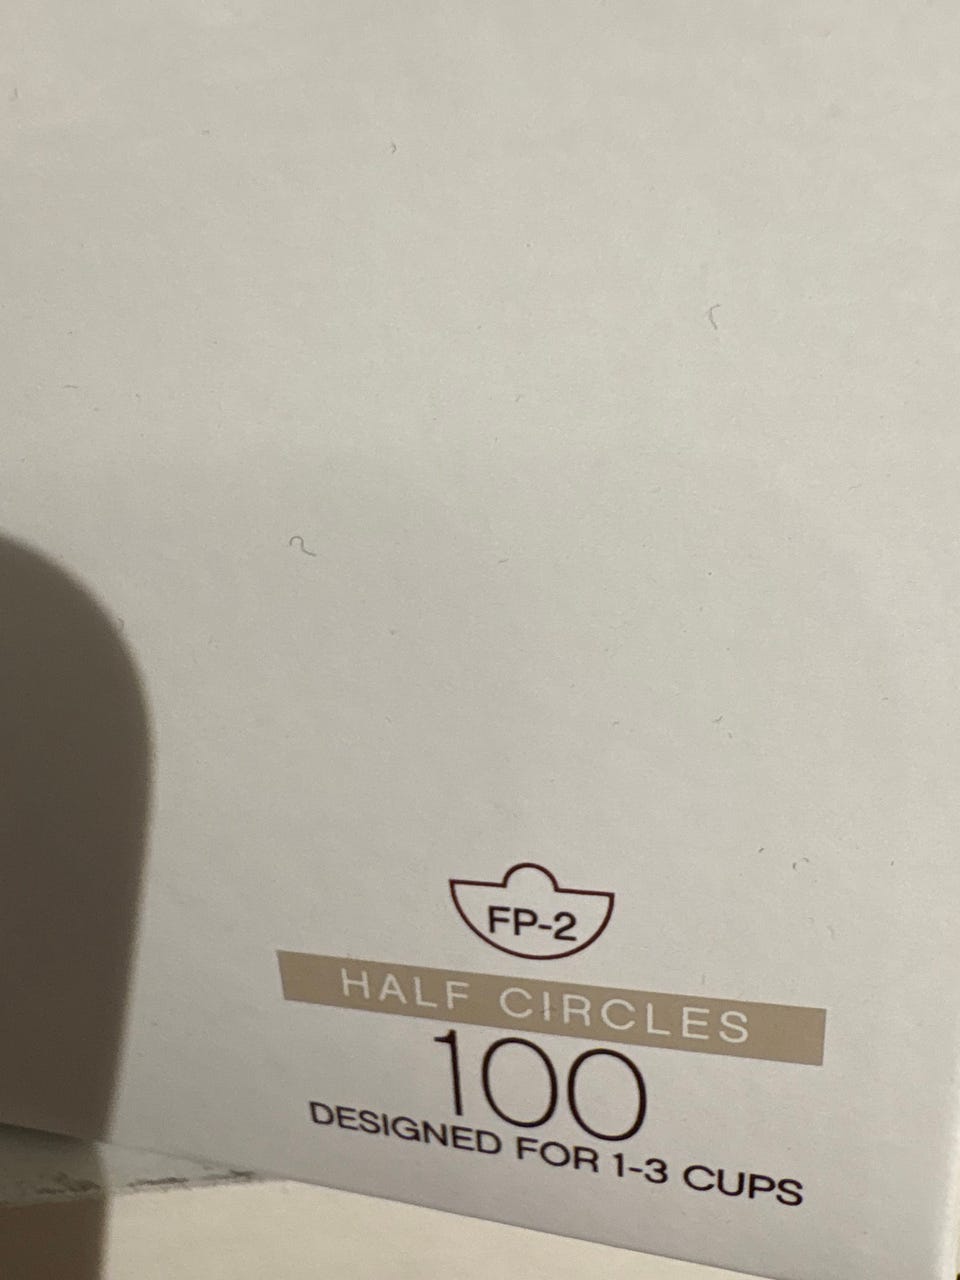 FP-2
HALF CIRCLES
100
DESIGNED FOR 1-3 CUPS